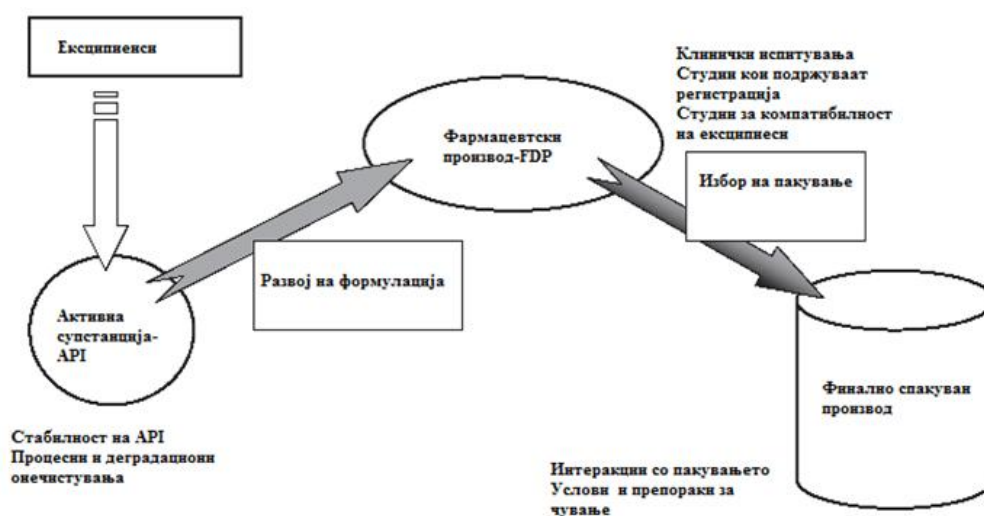 Ексципиенси
Клинички испитувања
Студии кои подржуваат
регистрација
Студии за компатибилност
на ексципиеси
Фармацевтски
производ-FDP
Избор на пакување
Развој на формулација
Активна
супстанција-
API
Финално спакуван
производ
Стабилност на API
Процесни и деградациони
онечистувања
Интеракции со пакувањето
Услови и препораки за
чување